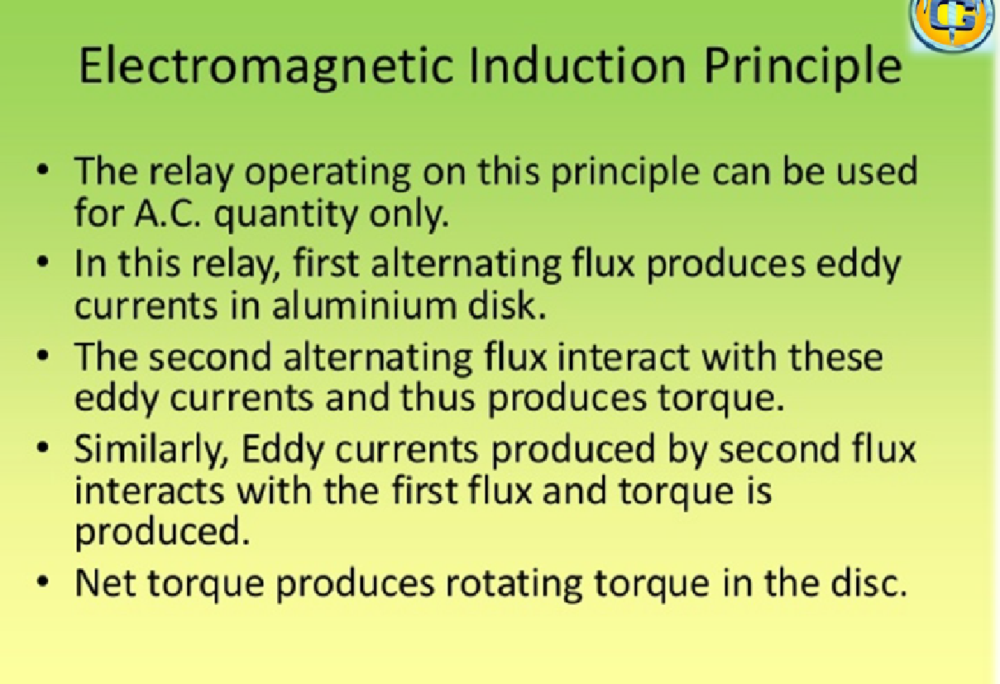 Electromagnetic Induction Principle
• The relay operating on this principle can be used
for A.C. quantity only.
• In this relay, first alternating flux produces eddy
currents in aluminium disk.
• The second alternating flux interact with these
eddy currents and thus produces torque.
• Similarly, Eddy currents produced by second flux
interacts with the first flux and torque is
produced.
• Net torque produces rotating torque in the disc.